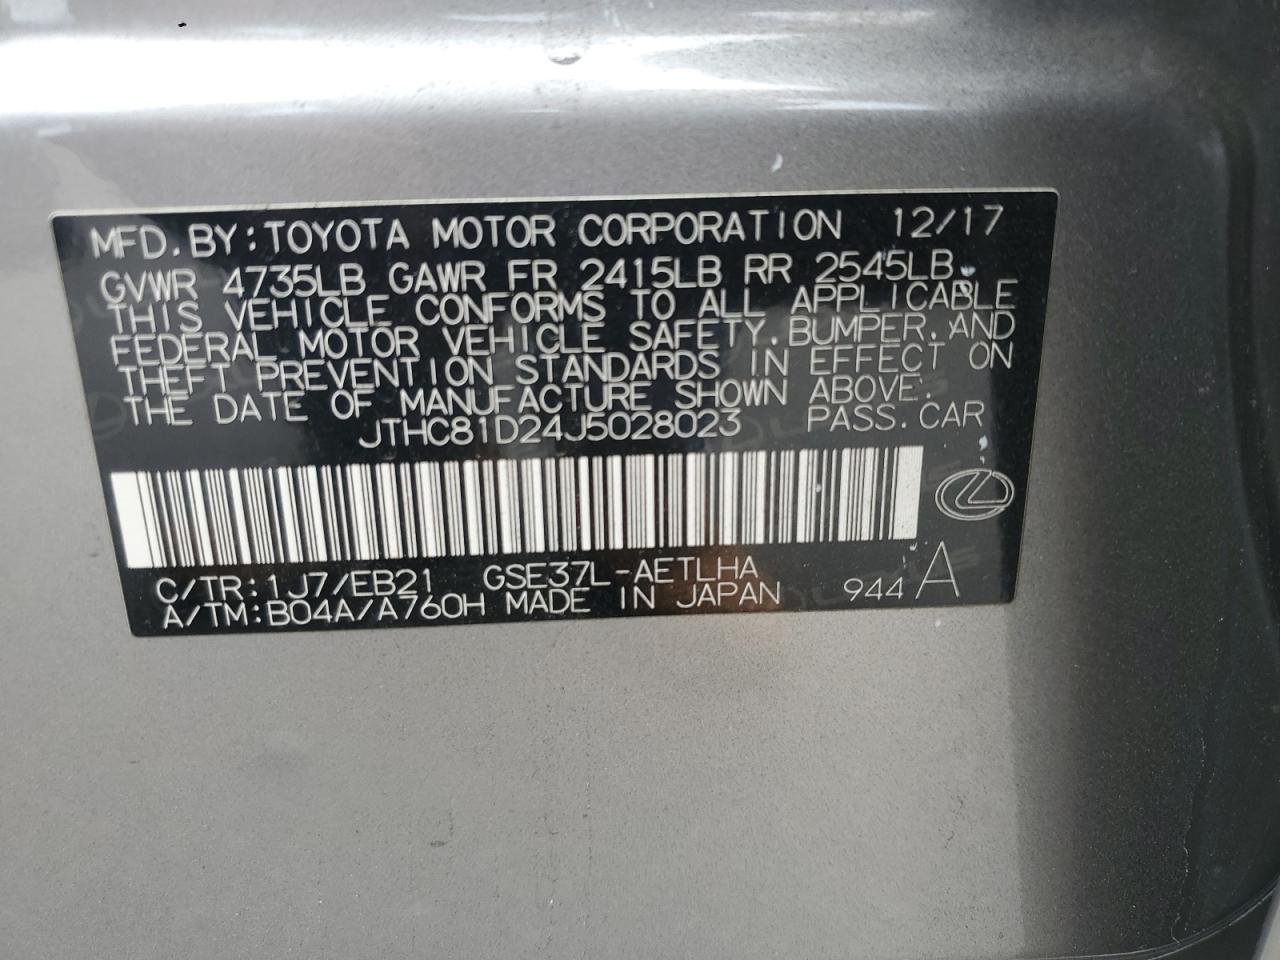 MFD. BY: TOYOTA MOTOR CORPORATION 12/17
GVWR 4735LB GAWR FR 2415LB RR 2545LB
THIS VEHICLE CONFORMS TO ALL APPLICABLE
FEDERAL MOTOR VEHICLE SAFETY, BUMPER, AND
THEFT PREVENTION STANDARDS IN EFFECT ON
THE DATE OF MANUFACTURE SHOWN ABOVE.
JTHC81D24J5028023 PASS. CAR
C/TR: 1J7/EB21 GSE37L-AETLHA
A/TM: B04A/A760H MADE IN JAPAN 944 A